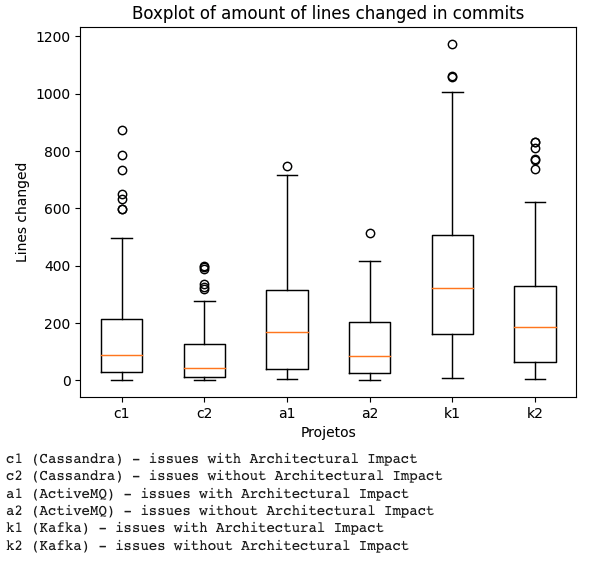 Boxplot of amount of lines changed in commits
1200
1000
800
600
400
200
0
Lines changed
c1 c2 a1 a2 k1 k2
Projetos
c1 (Cassandra) - issues with Architectural Impact
c2 (Cassandra) - issues without Architectural Impact
a1 (ActiveMQ) - issues with Architectural Impact
a2 (ActiveMQ) - issues without Architectural Impact
k1 (Kafka) - issues with Architectural Impact
k2 (Kafka) - issues without Architectural Impact